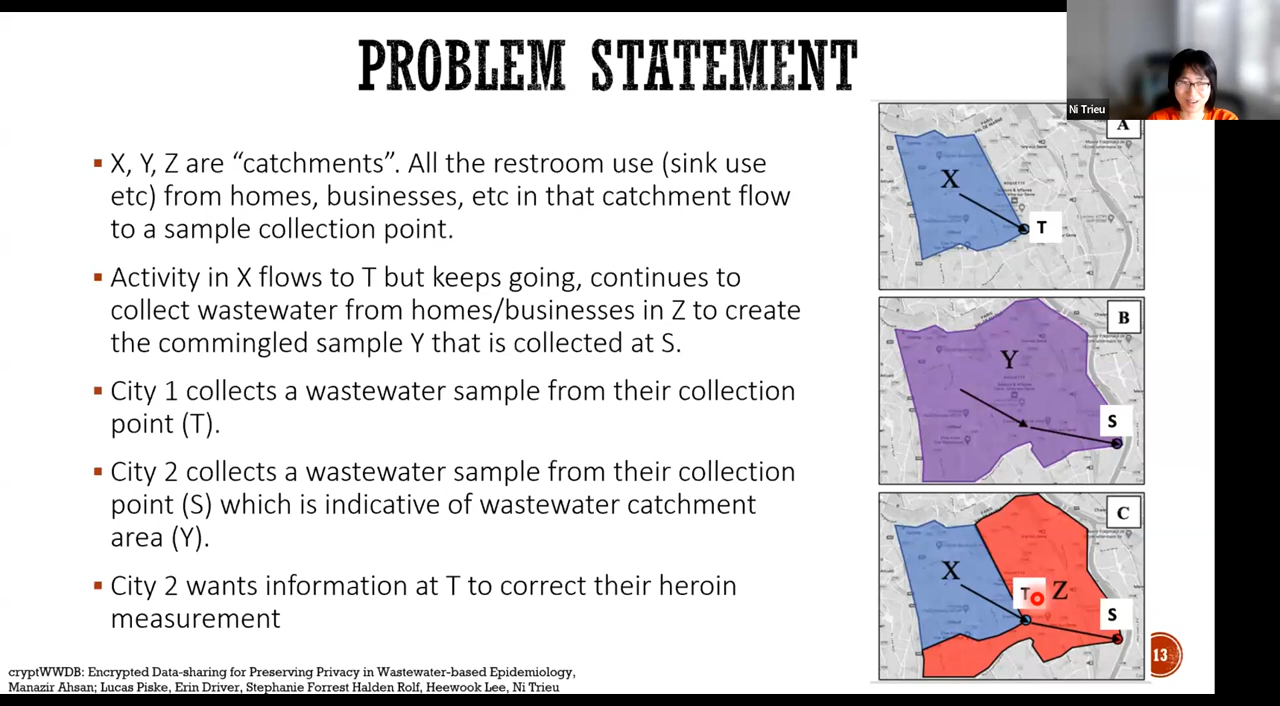 PROBLEM STATEMENT
Ni Trieu
▪ X, Y, Z are “catchments”. All the restroom use (sink use
etc) from homes, businesses, etc in that catchment flow
to a sample collection point.
▪ Activity in X flows to T but keeps going, continues to
collect wastewater from homes/businesses in Z to create
the commingled sample Y that is collected at S.
▪ City 1 collects a wastewater sample from their collection
point (T).
▪ City 2 collects a wastewater sample from their collection
point (S) which is indicative of wastewater catchment
area (Y).
▪ City 2 wants information at T to correct their heroin
measurement
A
X
T
B
Y
S
C
X
T
Z
S
13
cryptWWDB: Encrypted Data-sharing for Preserving Privacy in Wastewater-based Epidemiology,
Manazir Ahsan; Lucas Piske, Erin Driver, Stephanie Forrest Halden Rolf, Heewook Lee, Ni Trieu